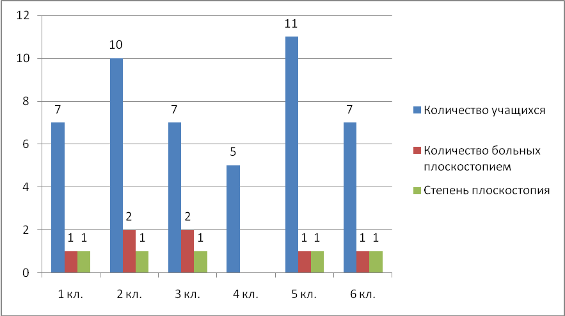 12
10
8
6
4
2
0
7
1
1
10
2
1
7
2
1
5
11
1
1
7
1
1
1 кл.
2 кл.
3 кл.
4 кл.
5 кл.
6 кл.
Количество учащихся
Количество больных
плоскостопием
Степень плоскостопия